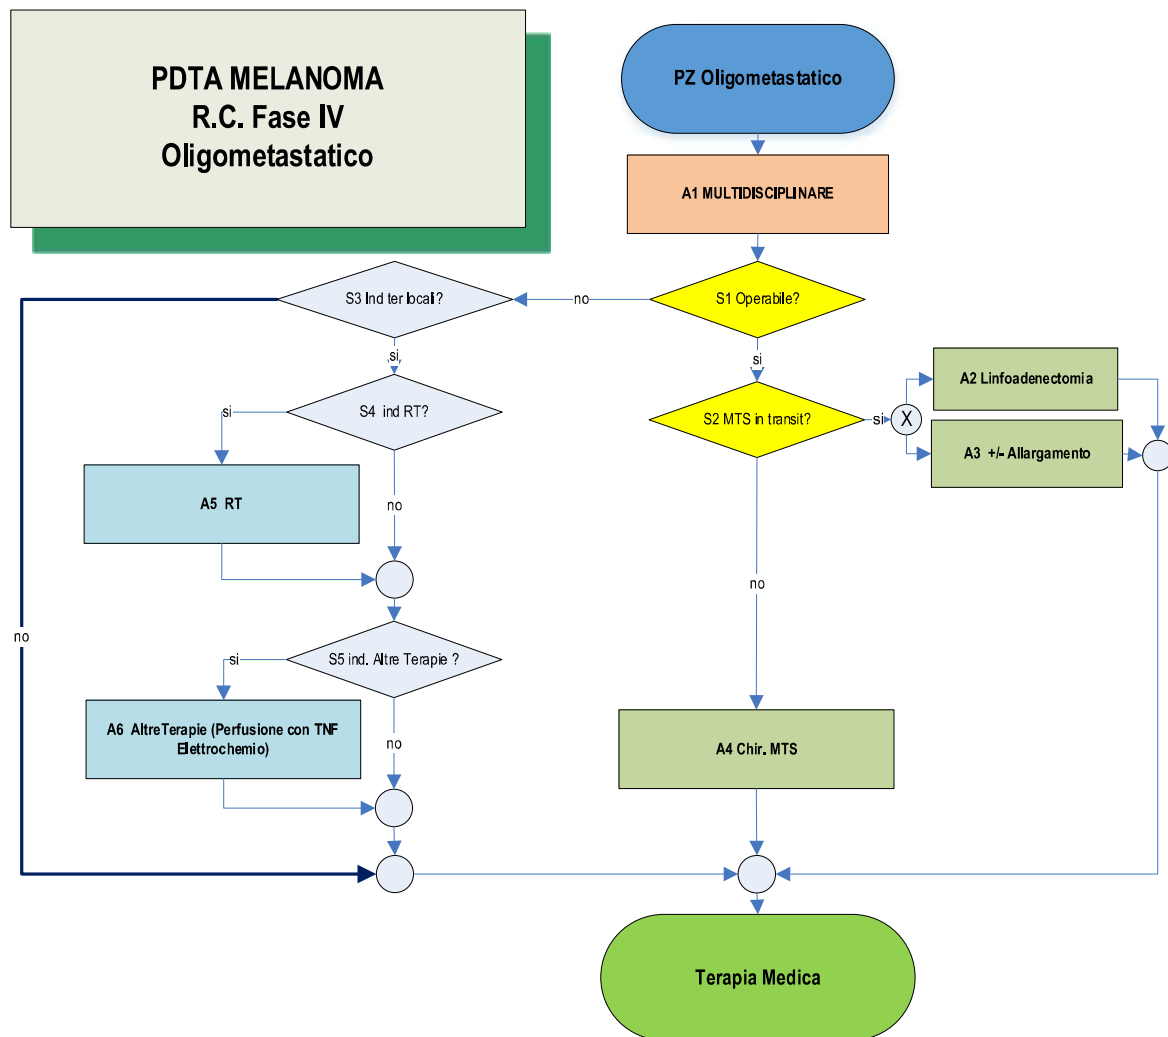 PDTA MELANOMA
R.C. Fase IV
Oligometastatico
PZ Oligometastatico
A1 MULTIDISCIPLINARE
S1 Operabile?
no
S3 Ind ter locali?
si
si
S4 ind RT?
si
S2 MTS in transit?
si
X
A2 Linfoadenectomia
A3 +/- Allargamento
A5 RT
no
no
no
S5 ind. Altre Terapie ?
si
A6 Altre Terapie (Perfusione con TNF
Elettrochemio)
no
A4 Chir. MTS
Terapia Medica